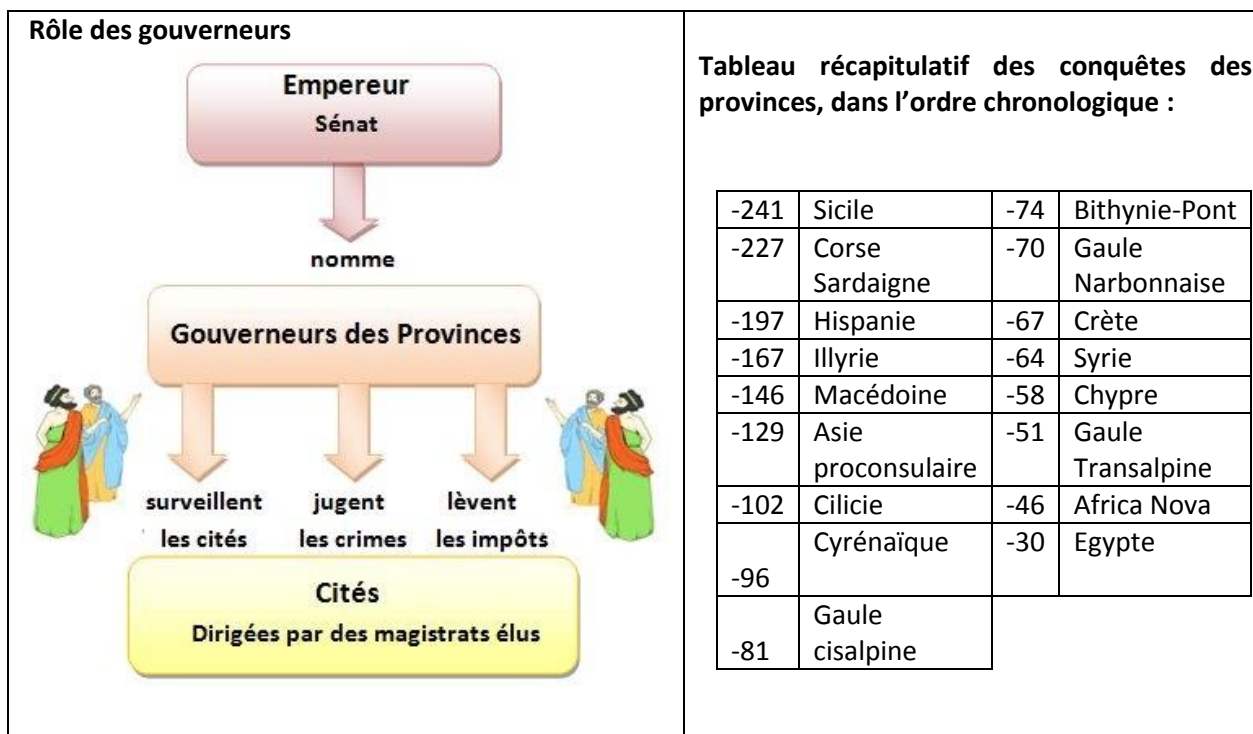 Rôle des gouverneurs
Empereur
Sénat
nomme
Gouverneurs des Provinces
surveillent jugent lèvent
les cités les crimes les impôts
Cités
Dirigées par des magistrats élus
Tableau récapitulatif des conquêtes des
provinces, dans l’ordre chronologique :
-241 Sicile -74 Bithynie-Pont
-227 Corse -70 Gaule
Sardaigne Narbonnaise
-197 Hispanie -67 Crète
-167 Illyrie -64 Syrie
-146 Macédoine -58 Chypre
-129 Asie -51 Gaule
proconsulaire Transalpine
-102 Cilicie -46 Africa Nova
Cyrénaïque -30 Egypte
-96
Gaule
-81 cisalpine